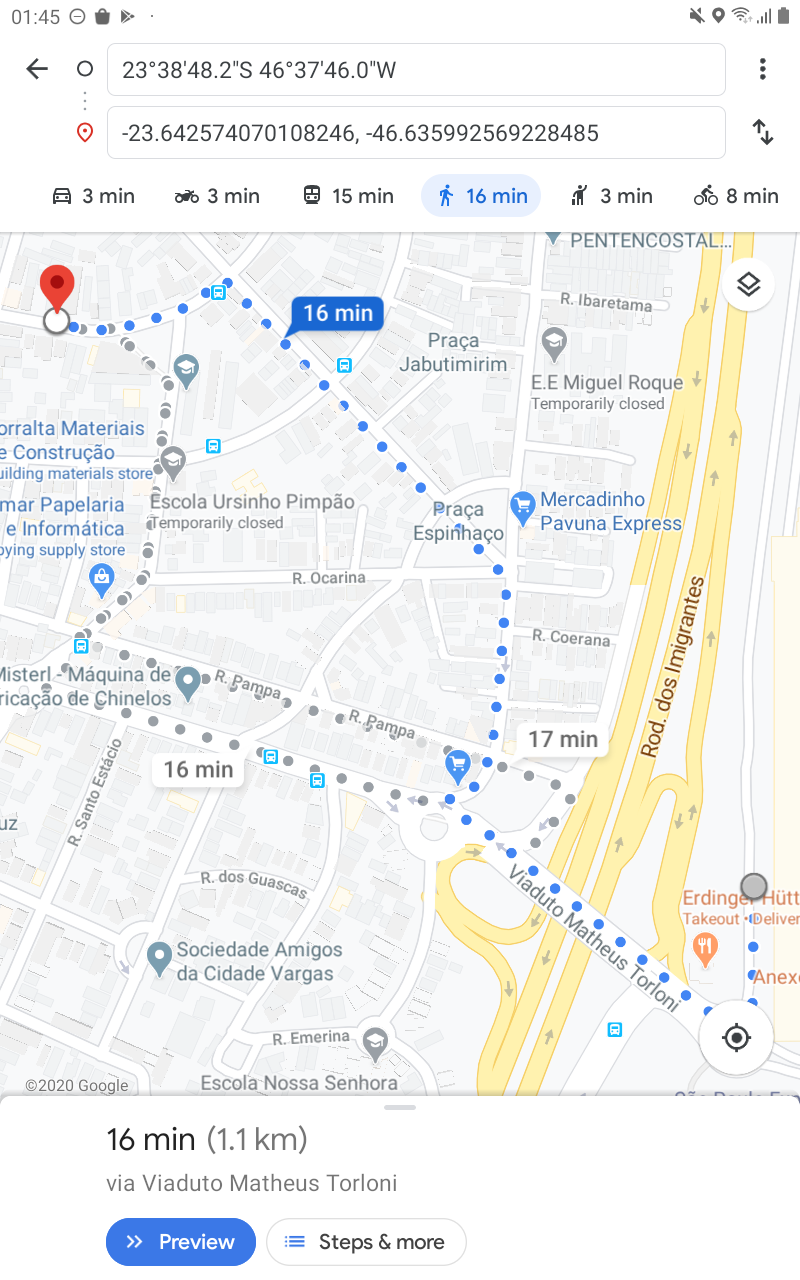 01:45
23°38'48.2"S 46°37'46.0"W
-23.642574070108246, -46.635992569228485
3 min
3 min
15 min
16 min
3 min
8 min
PENTENCOSTAL...
R. Ibaretama
16 min
Praça
Jabutimirim
E.E Miguel Roque
Temporarily closed
orralta Materiais
e Construção
uilding materials store
Escola Ursinho Pimpão
Temporarily closed
mar Papelaria
e Informática
pying supply store
Praça
Espinhaço
Mercadinho
Pavuna Express
R. Ocarina
R. Coerana
Rod. dos Imigrantes
Misterl - Máquina de
ricação de Chinelos
R. Pampa
R. Pampa
17 min
16 min
R. Santo Estácio
uz
R. dos Guascas
Viaduto Matheus Torloni
Erdinger Hütt
Takeout • Deliver
Anexo
Sociedade Amigos
da Cidade Vargas
R. Emerina
Escola Nossa Senhora
©2020 Google
16 min (1.1 km)
via Viaduto Matheus Torloni
Preview
Steps & more